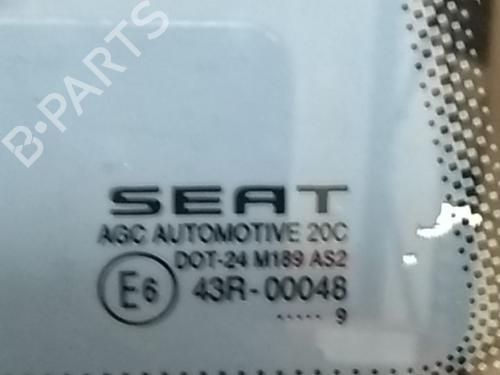 B-PARTS
SEAT
AGC AUTOMOTIVE 20C
DOT-24 M189 AS2
E6 43R-00048
..... 9